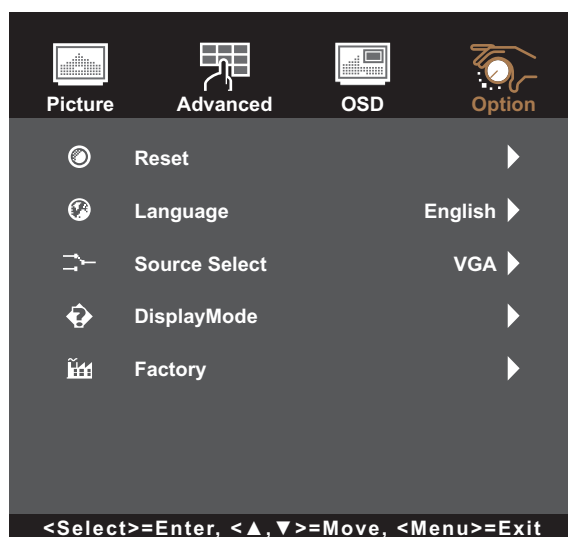 Picture Advanced OSD Option
Reset
Language English
Source Select VGA
DisplayMode
Factory
<Select>=Enter, <▲,▼>=Move, <Menu>=Exit